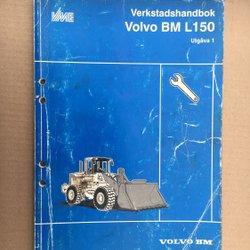 VME
Verkstadshandbok
Volvo BM L150
Utgåva 1
VOLVO BM